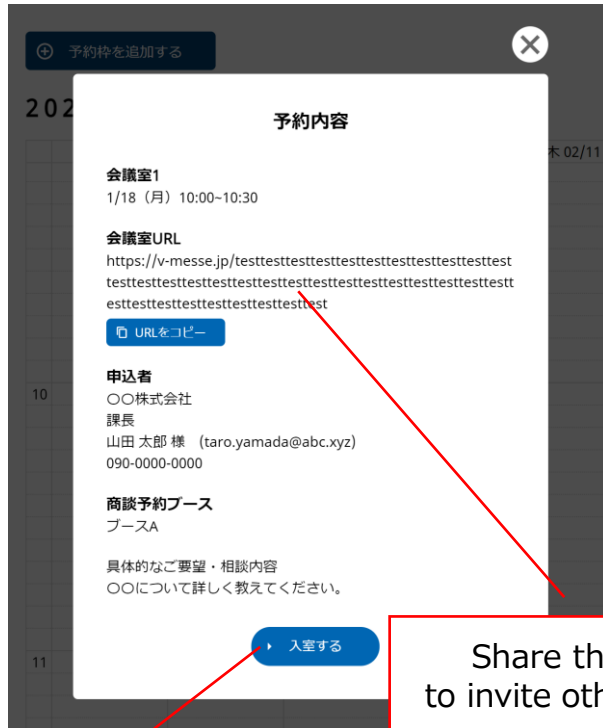 予約枠を追加する
202
予約内容
木 02/11
会議室1
1/18（月）10:00~10:30
会議室URL
https://v-messe.jp/testtesttesttesttesttesttesttesttesttest
testtesttesttesttesttesttesttesttesttesttesttesttesttesttestt
esttesttesttesttesttesttesttest
URLをコピー
申込者
10
〇〇株式会社
課長
山田 太郎 様 (taro.yamada@abc.xyz)
090-0000-0000
商談予約ブース
ブースA
具体的なご要望・相談内容
〇〇について詳しく教えてください。
入室する
11
Share th
to invite oth